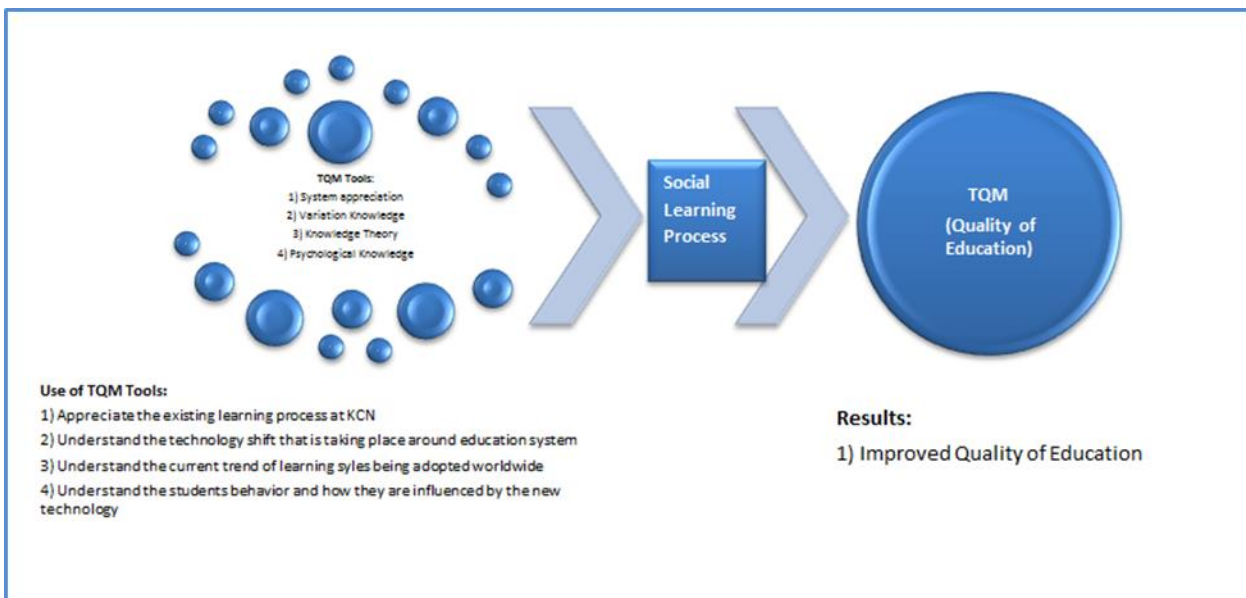 TQM Tools:
1) System appreciation
2) Variation Knowledge
3) Knowledge Theory
4) Psychological Knowledge
Social
Learning
Process
TQM
(Quality of
Education)
Use of TQM Tools:
1) Appreciate the existing learning process at KCN
2) Understand the technology shift that is taking place around education system
3) Understand the current trend of learning syles being adopted worldwide
4) Understand the students behavior and how they are influenced by the new
technology
Results:
1) Improved Quality of Education